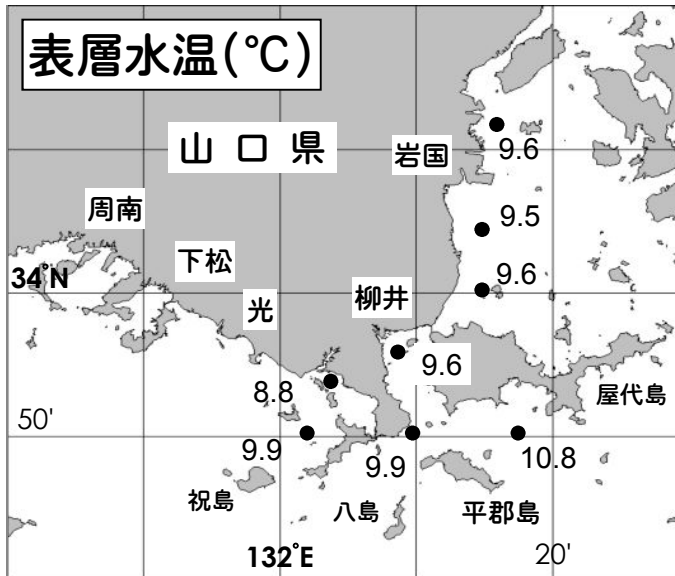 表層水温(℃)
山口県
岩国
9.6
周南
9.5
下松
34°N
9.6
光
柳井
9.6
8.8
屋代島
50'
9.9
9.9
10.8
祝島
八島
平郡島
132°E
20'